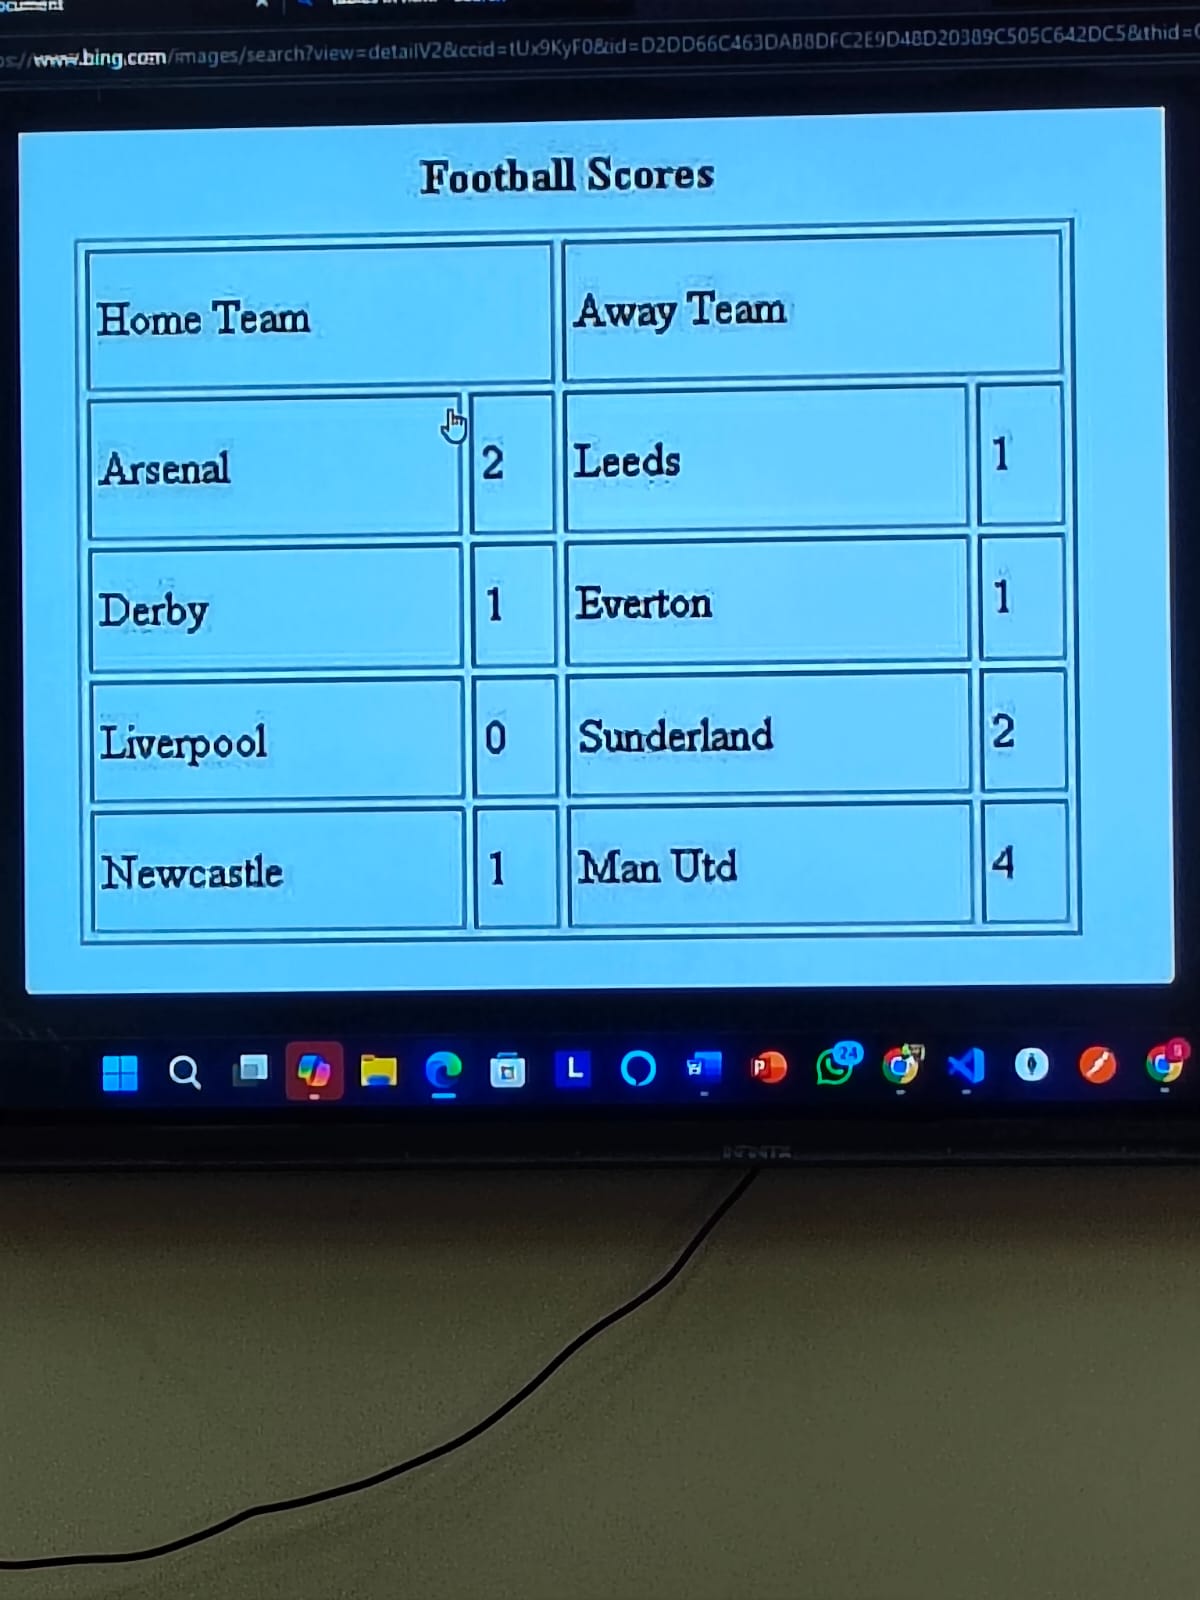 www.bing.com/images/search?view=detailV2&ccid=tUx9KyF0&id=D2DD66C463DAB8DFC2E9D48D20389C505C642DC5&thid=
Football Scores
Home Team Away Team
Arsenal 2 Leeds 1
Derby 1 Everton 1
Liverpool 0 Sunderland 2
Newcastle 1 Man Utd 4
L P 24